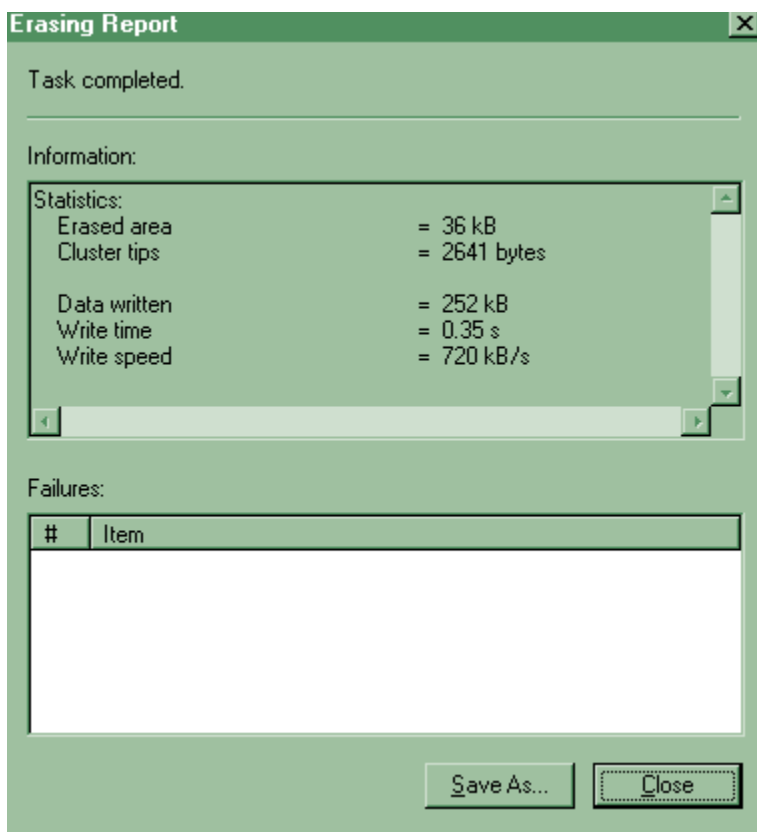 Erasing Report
Task completed.
Information:
Statistics:
Erased area = 36 kB
Cluster tips = 2641 bytes
Data written = 252 kB
Write time = 0.35 s
Write speed = 720 kB/s
Failures:
# Item
Save As... Close